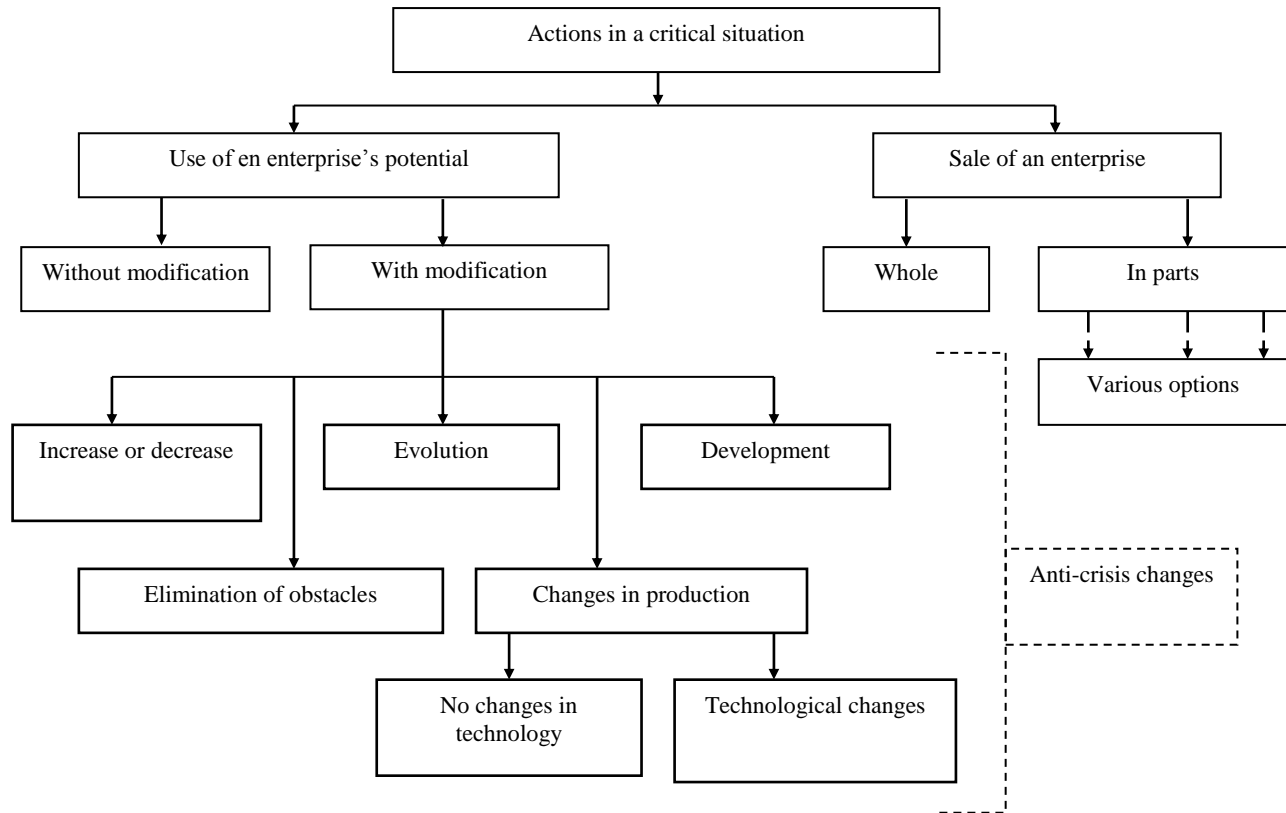 Actions in a critical situation
Use of en enterprise’s potential
Sale of an enterprise
Without modification
With modification
Whole
In parts
Various options
Increase or decrease
Evolution
Development
Elimination of obstacles
Changes in production
Anti-crisis changes
No changes in
technology
Technological changes